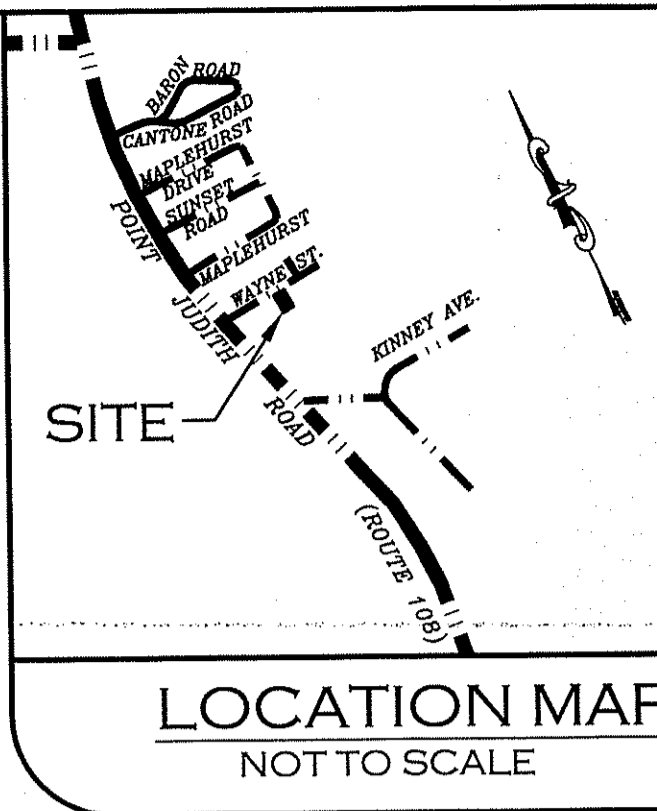 BARON ROAD
CANTONE ROAD
MAPLEHURST
DRIVE
SUNSET
ROAD
MAPLEHURST
WAYNE ST.
POINT JUDITH ROAD
(ROUTE 108)
KINNEY AVE.
SITE
LOCATION MAP
NOT TO SCALE